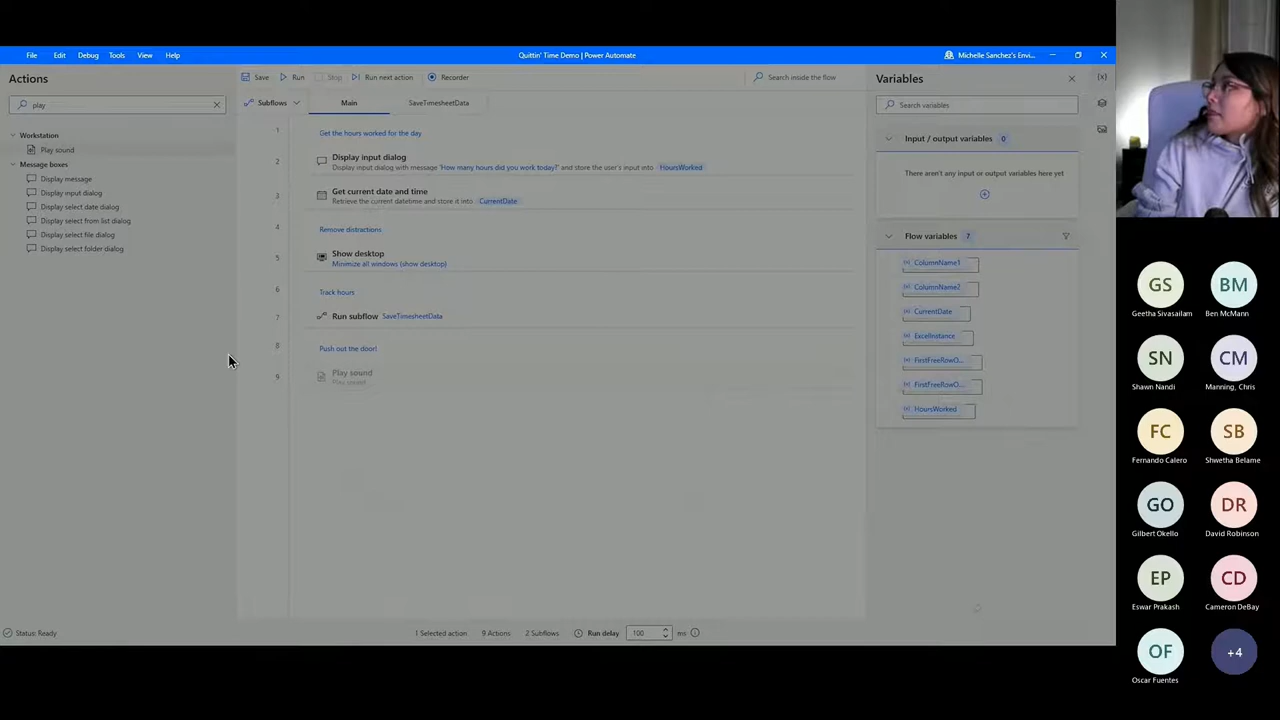 File Edit Debug Tools View Help
Quittin' Time Demo | Power Automate
Michelle Sanchez's Envi...
Actions
play
Workstation
Play sound
Message boxes
Display message
Display input dialog
Display select date dialog
Display select from list dialog
Display select file dialog
Display select folder dialog
Save Run Stop Run next action Recorder
Search inside the flow
Subflows Main SaveTimesheetData
1 Get the hours worked for the day
2 Display input dialog
Display input dialog with message 'How many hours did you work today?' and store the user's input into HoursWorked
3 Get current date and time
Retrieve the current datetime and store it into CurrentDate
4 Remove distractions
5 Show desktop
Minimize all windows (show desktop)
6 Track hours
7 Run subflow SaveTimesheetData
8 Push out the door!
9 Play sound
Play sound
Variables
Search variables
Input / output variables 0
There aren't any input or output variables here yet
Flow variables 7
(x) ColumnName1
(x) ColumnName2
(x) CurrentDate
(x) ExcelInstance
(x) FirstFreeRowO...
(x) FirstFreeRowO...
(x) HoursWorked
{x}
Status: Ready
1 Selected action 9 Actions 2 Subflows Run delay 100 ms
GS BM
Geetha Sivasailam Ben McMann
SN CM
Shawn Nandi Manning, Chris
FC SB
Fernando Calero Shwetha Belame
GO DR
Gilbert Okello David Robinson
EP CD
Eswar Prakash Cameron DeBay
OF +4
Oscar Fuentes